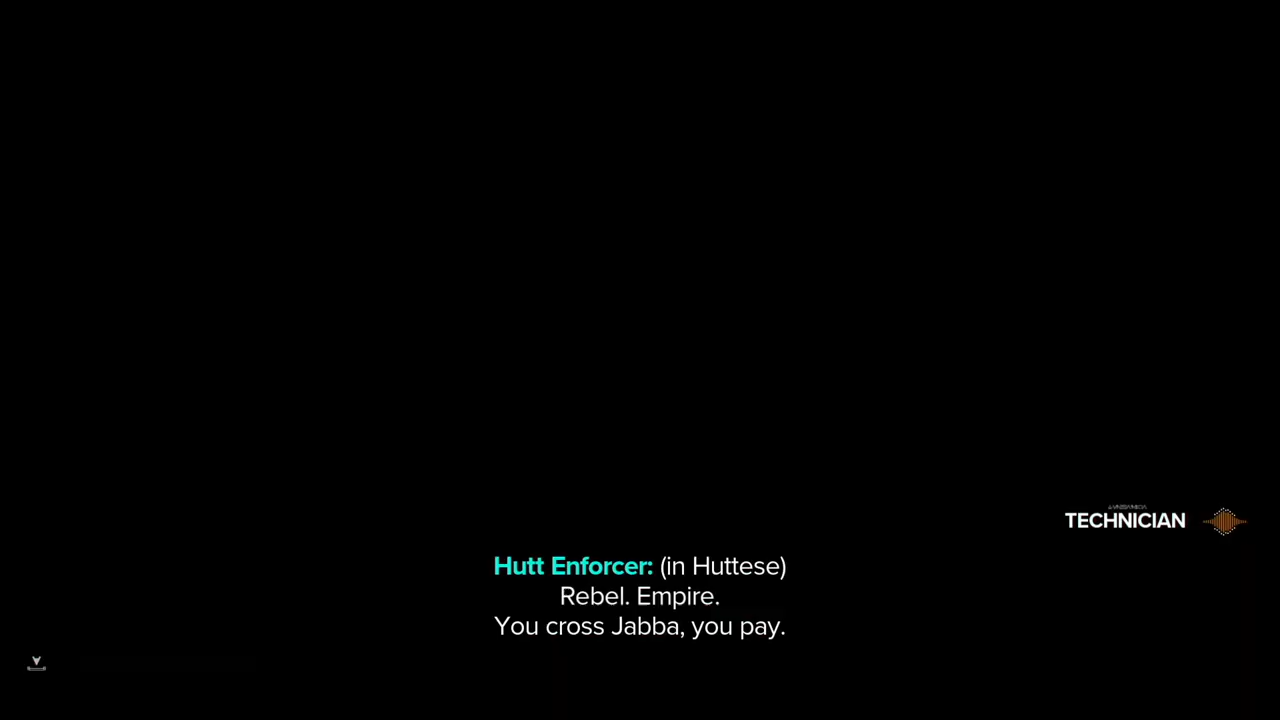 TECHNICIAN
Hutt Enforcer: (in Huttese)
Rebel. Empire.
You cross Jabba, you pay.